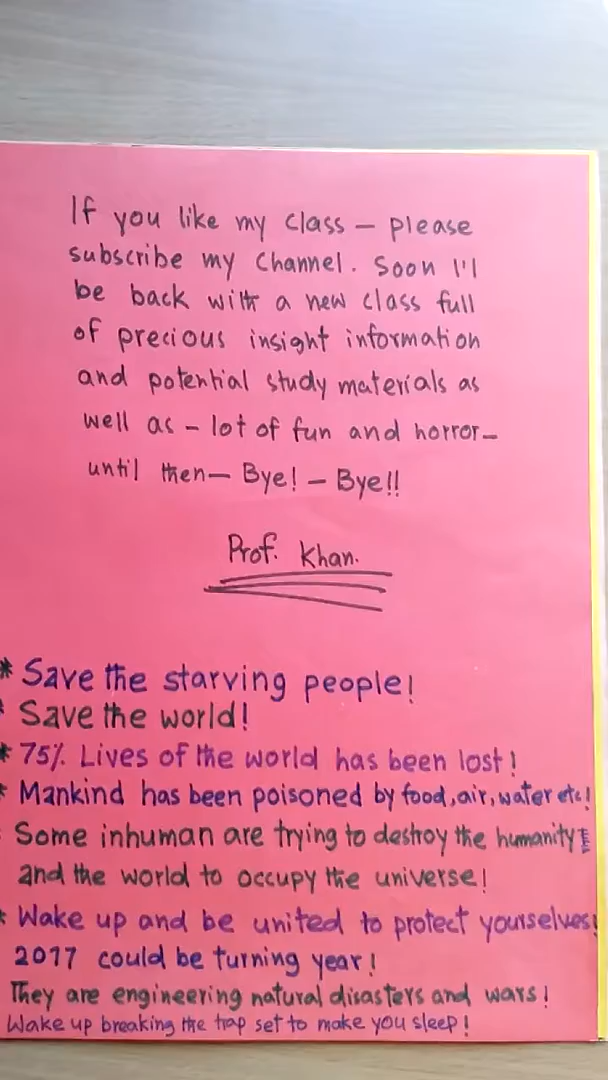 If you like my class – please
subscribe my channel. Soon I'll
be back with a new class full
of precious insight information
and potential study materials as
well as – lot of fun and horror –
until then – Bye! – Bye!!
Prof. Khan.
* Save the starving people!
* Save the world!
* 75% Lives of the world has been lost!
* Mankind has been poisoned by food, air, water etc!
Some inhuman are trying to destroy the humanity
and the world to occupy the universe!
* Wake up and be united to protect yourselves!
2017 could be turning year!
They are engineering natural disasters and wars!
Wake up breaking the trap set to make you sleep!